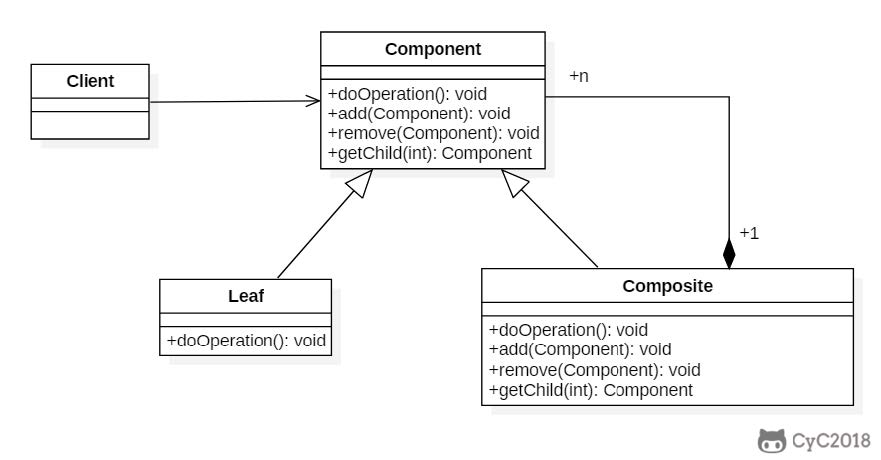 Client
Component
+doOperation(): void
+add(Component): void
+remove(Component): void
+getChild(int): Component
+n
+1
Leaf
+doOperation(): void
Composite
+doOperation(): void
+add(Component): void
+remove(Component): void
+getChild(int): Component
CyC2018